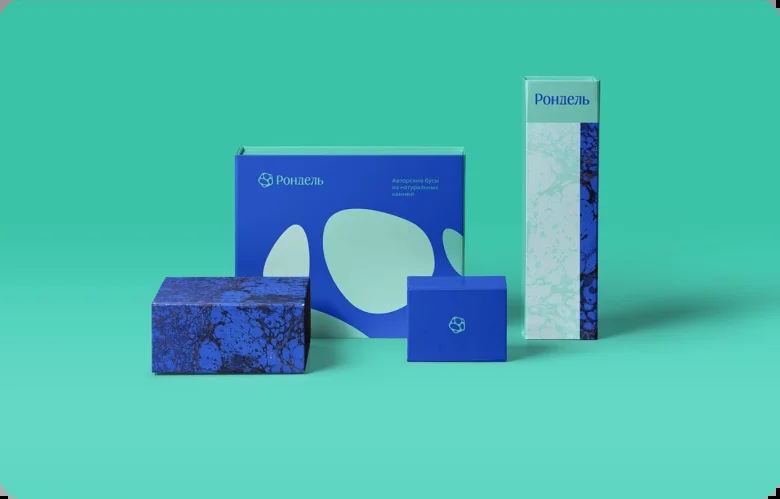 Рондель
Авторские бусы
из натуральных
камней
Рондель